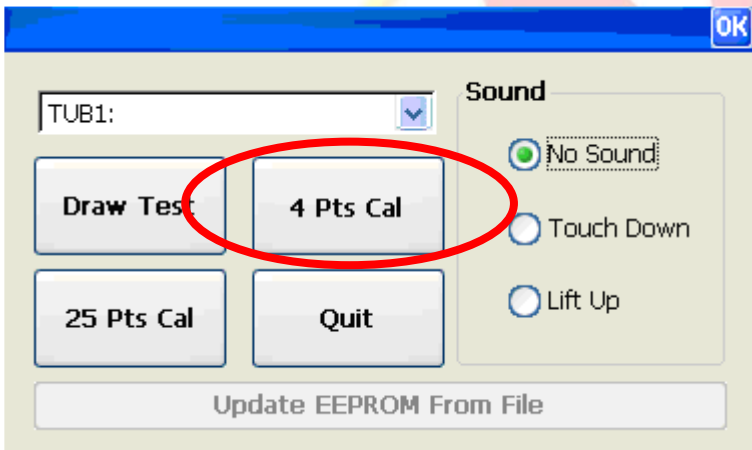 OK
TUB1:
Sound
No Sound
Draw Test
4 Pts Cal
Touch Down
25 Pts Cal
Quit
Lift Up
Update EEPROM From File